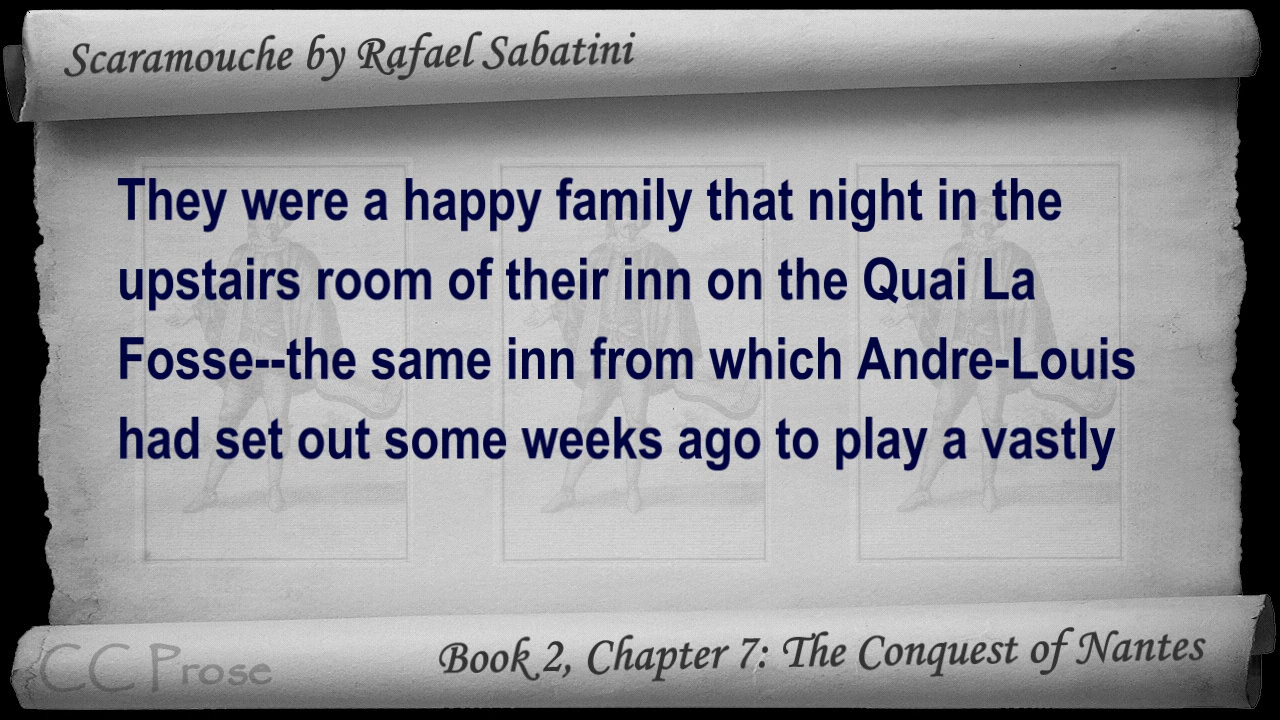 Scaramouche by Rafael Sabatini
They were a happy family that night in the
upstairs room of their inn on the Quai La
Fosse--the same inn from which Andre-Louis
had set out some weeks ago to play a vastly
CC Prose
Book 2, Chapter 7: The Conquest of Nantes